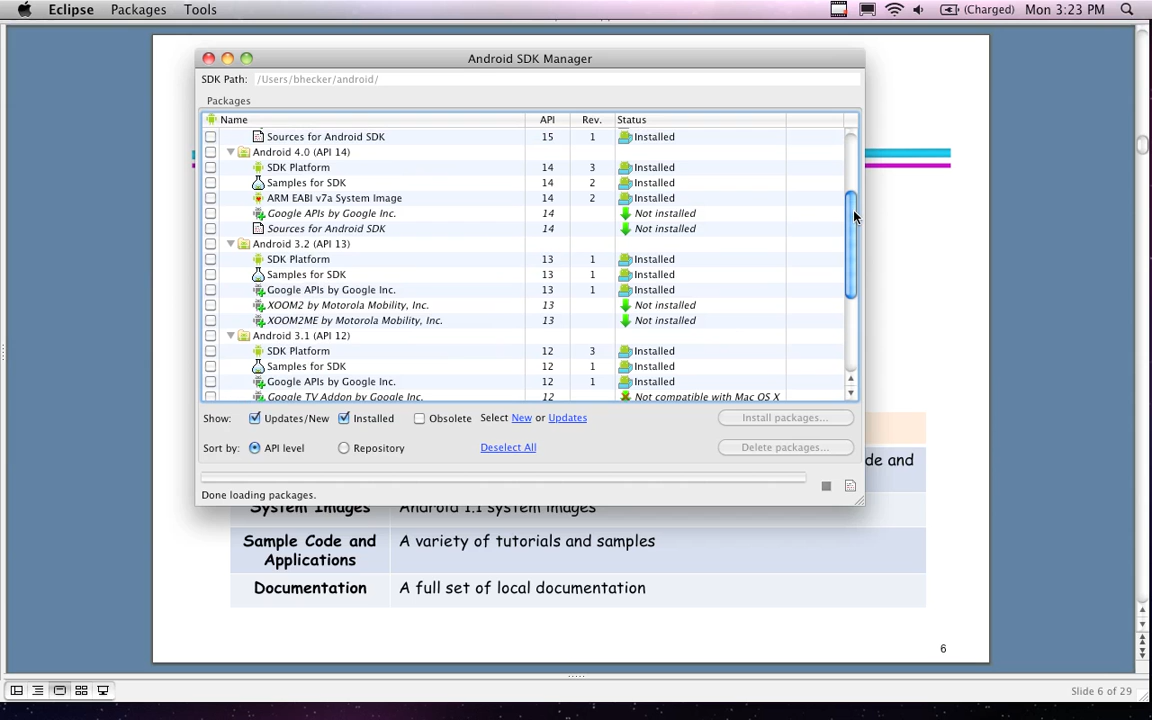 Eclipse Packages Tools (Charged) Mon 3:23 PM
Android SDK Manager
SDK Path: /Users/bhecker/android/
Packages
Name API Rev. Status
Sources for Android SDK 15 1 Installed
Android 4.0 (API 14)
SDK Platform 14 3 Installed
Samples for SDK 14 2 Installed
ARM EABI v7a System Image 14 2 Installed
Google APIs by Google Inc. 14 Not installed
Sources for Android SDK 14 Not installed
Android 3.2 (API 13)
SDK Platform 13 1 Installed
Samples for SDK 13 1 Installed
Google APIs by Google Inc. 13 1 Installed
XOOM2 by Motorola Mobility, Inc. 13 Not installed
XOOM2ME by Motorola Mobility, Inc. 13 Not installed
Android 3.1 (API 12)
SDK Platform 12 3 Installed
Samples for SDK 12 1 Installed
Google APIs by Google Inc. 12 1 Installed
Google TV Addon by Google Inc. 12 Not compatible with Mac OS X
Show: Updates/New Installed Obsolete Select New or Updates Install packages...
Sort by: API level Repository Deselect All Delete packages...
Done loading packages.
de and
System Images Android 1.1 system images
Sample Code and Applications A variety of tutorials and samples
Documentation A full set of local documentation
6
Slide 6 of 29